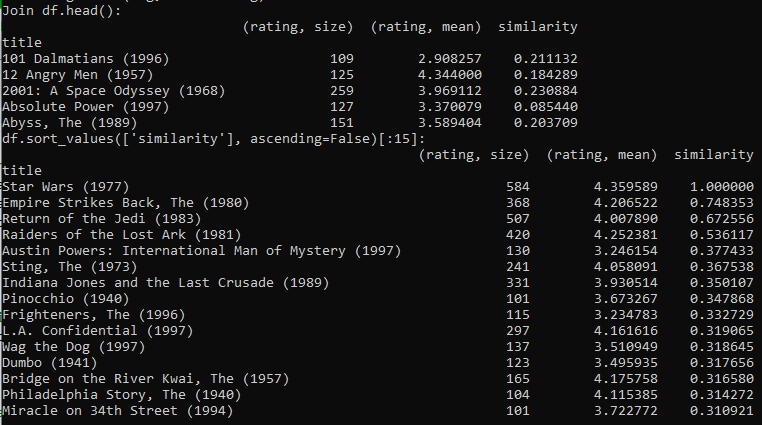 Join df.head():
(rating, size) (rating, mean) similarity
title
101 Dalmatians (1996) 109 2.908257 0.211132
12 Angry Men (1957) 125 4.344000 0.184289
2001: A Space Odyssey (1968) 259 3.969112 0.230884
Absolute Power (1997) 127 3.370079 0.085440
Abyss, The (1989) 151 3.589404 0.203709
df.sort_values(['similarity'], ascending=False)[:15]:
(rating, size) (rating, mean) similarity
title
Star Wars (1977) 584 4.359589 1.000000
Empire Strikes Back, The (1980) 368 4.206522 0.748353
Return of the Jedi (1983) 507 4.007890 0.672556
Raiders of the Lost Ark (1981) 420 4.252381 0.536117
Austin Powers: International Man of Mystery (1997) 130 3.246154 0.377433
Sting, The (1973) 241 4.058091 0.367538
Indiana Jones and the Last Crusade (1989) 331 3.930514 0.350107
Pinocchio (1940) 101 3.673267 0.347868
Frighteners, The (1996) 115 3.234783 0.332729
L.A. Confidential (1997) 297 4.161616 0.319065
Wag the Dog (1997) 137 3.510949 0.318645
Dumbo (1941) 123 3.495935 0.317656
Bridge on the River Kwai, The (1957) 165 4.175758 0.316580
Philadelphia Story, The (1940) 104 4.115385 0.314272
Miracle on 34th Street (1994) 101 3.722772 0.310921